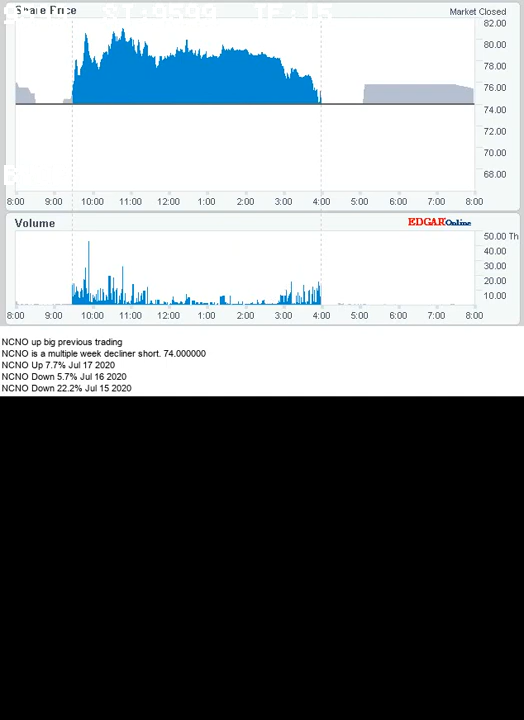 Share Price
Market Closed
82.00
80.00
78.00
76.00
74.00
72.00
70.00
68.00
8:00 9:00 10:00 11:00 12:00 1:00 2:00 3:00 4:00 5:00 6:00 7:00 8:00
Volume
EDGAROnline
50.00 Th
40.00
30.00
20.00
10.00
8:00 9:00 10:00 11:00 12:00 1:00 2:00 3:00 4:00 5:00 6:00 7:00 8:00
NCNO up big previous trading
NCNO is a multiple week decliner short. 74.000000
NCNO Up 7.7% Jul 17 2020
NCNO Down 5.7% Jul 16 2020
NCNO Down 22.2% Jul 15 2020